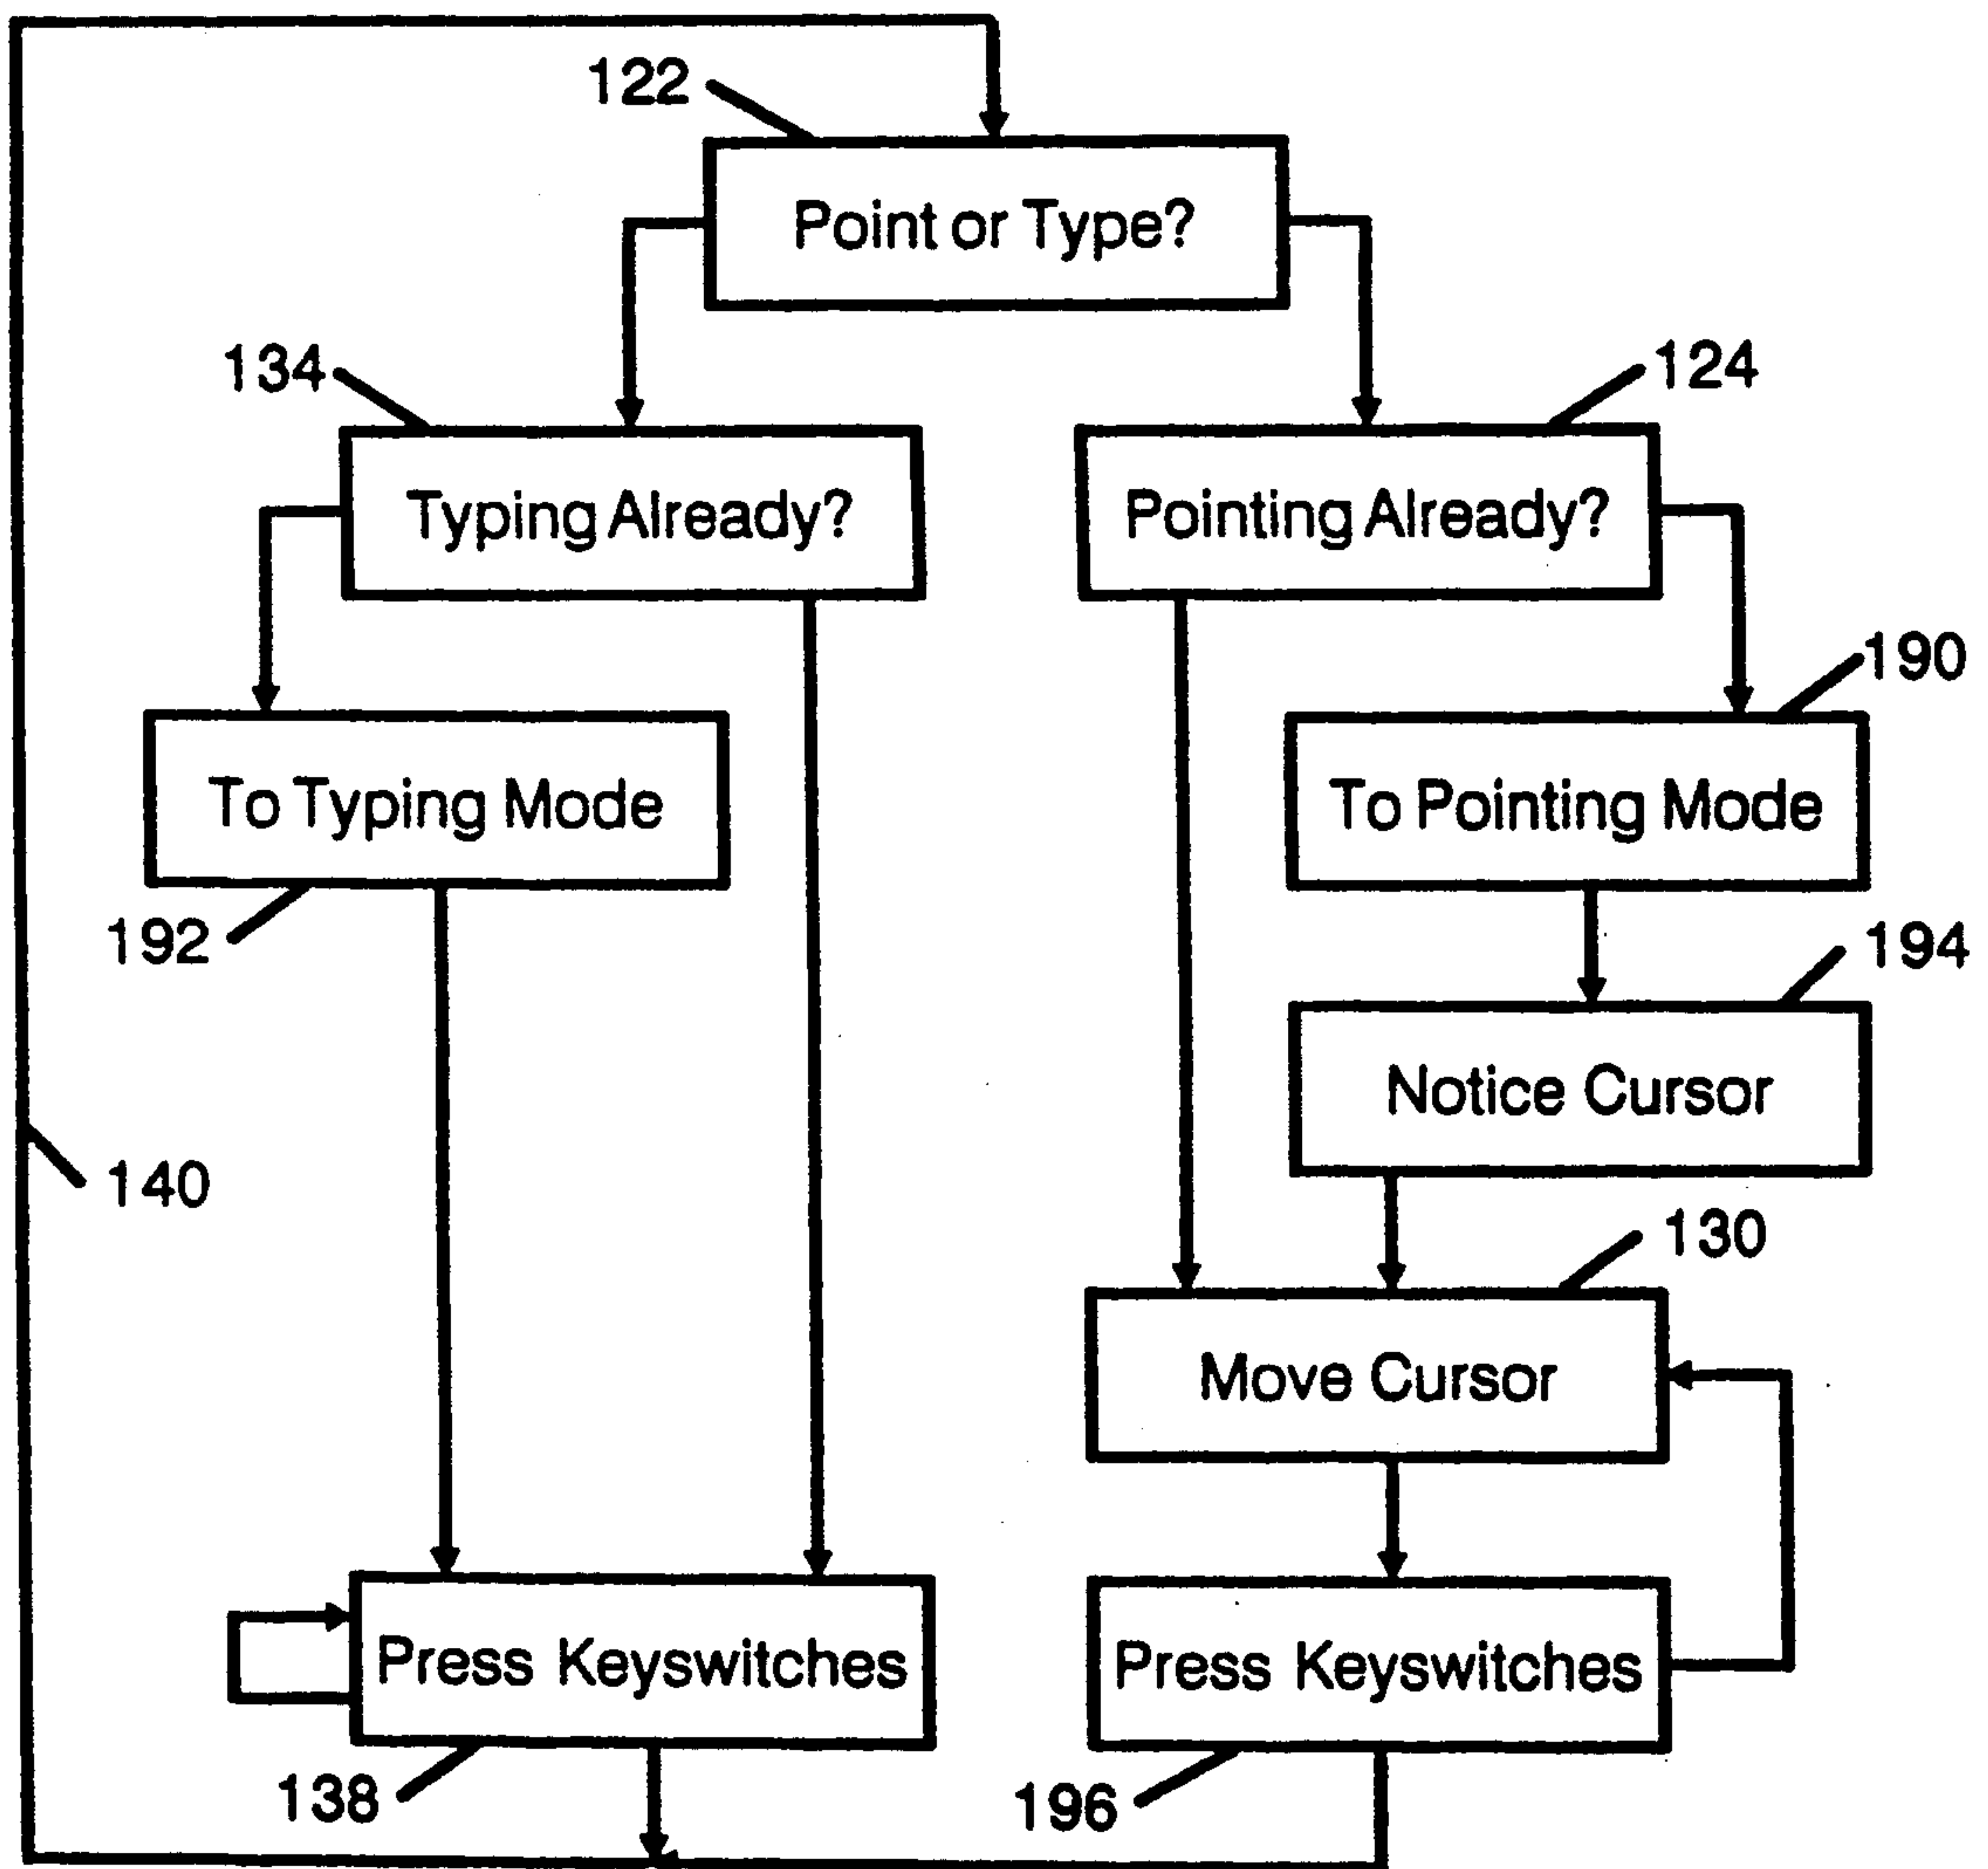 122
Point or Type?
134
124
Typing Already?
Pointing Already?
190
To Typing Mode
To Pointing Mode
192
194
Notice Cursor
140
130
Move Cursor
Press Keyswitches
Press Keyswitches
138
196